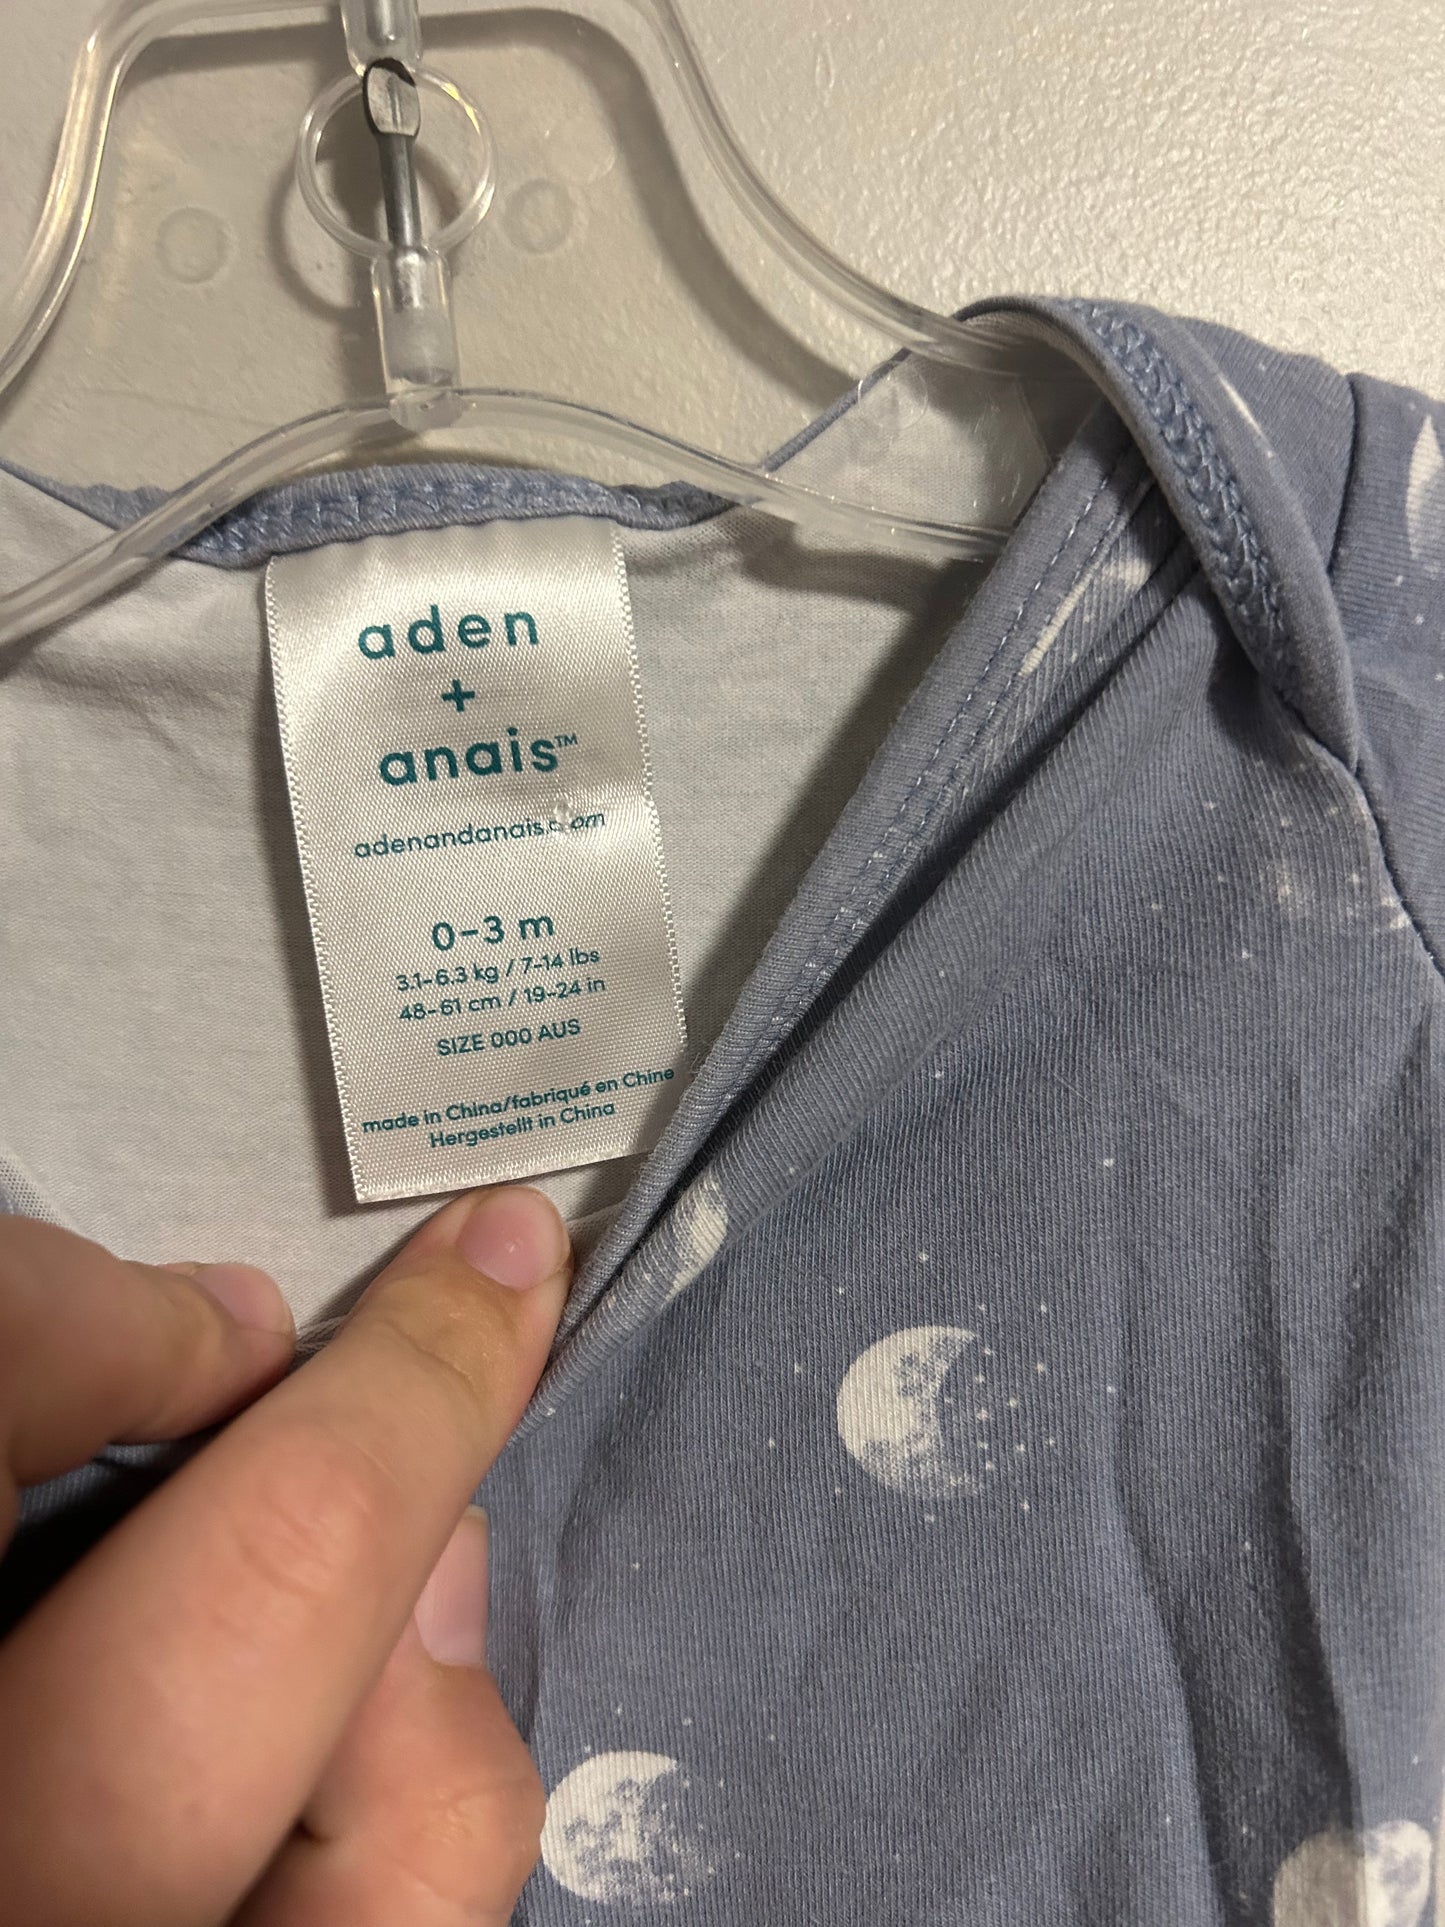 aden
+
anais™
adenandanais.com
0-3 m
3.1-6.3 kg / 7-14 lbs
48-61 cm / 19-24 in
SIZE 000 AUS
made in China/fabriqué en Chine
Hergestellt in China